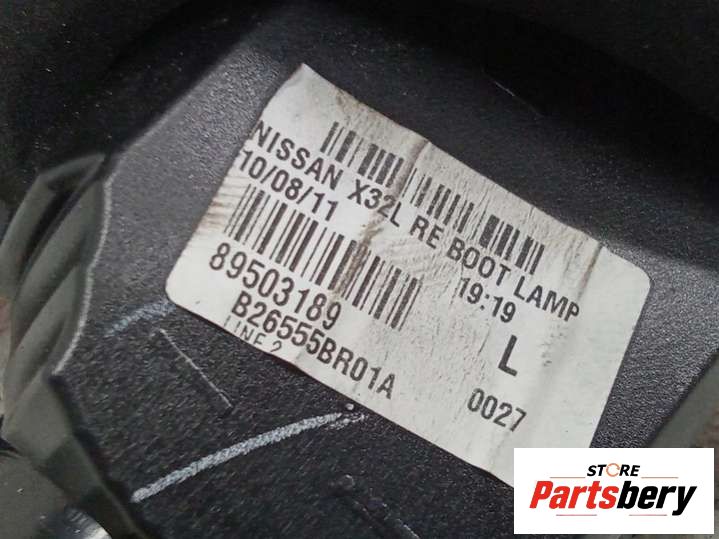 NISSAN X32L RE BOOT LAMP
10/08/11 19:19
89503189 L
B26555BR01A 0027
LINE 2
STORE
Partsbery